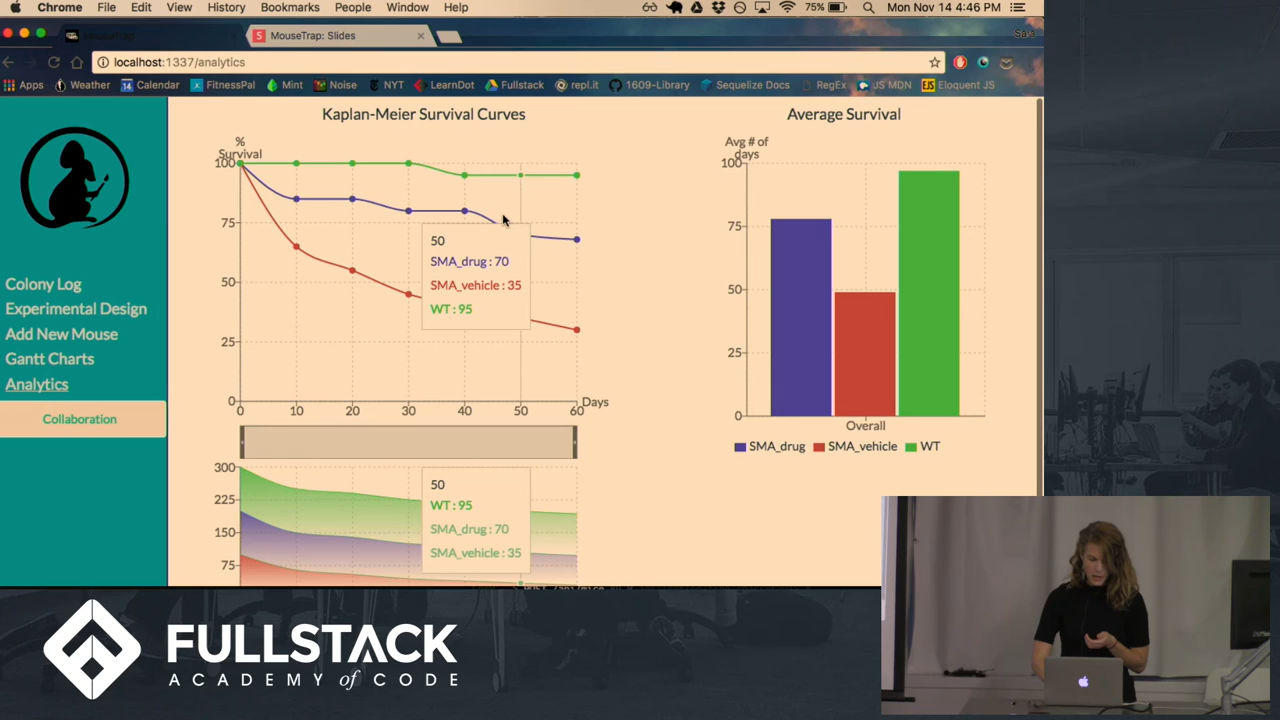 Chrome File Edit View History Bookmarks People Window Help 75% Mon Nov 14 4:46 PM
MouseTrap MouseTrap: Slides Sara
localhost:1337/analytics
Apps Weather 14 Calendar FitnessPal Mint Noise NYT LearnDot Fullstack repl.it 1609-Library Sequelize Docs RegEx JS MDN EJS Eloquent JS
Colony Log
Experimental Design
Add New Mouse
Gantt Charts
Analytics
Collaboration
Kaplan-Meier Survival Curves
%
Survival
100
75
50
25
0
0 10 20 30 40 50 60
Days
50
SMA_drug : 70
SMA_vehicle : 35
WT : 95
300
225
150
75
50
WT : 95
SMA_drug : 70
SMA_vehicle : 35
Average Survival
Avg # of
days
100
75
50
25
0
Overall
SMA_drug SMA_vehicle WT
FULLSTACK
ACADEMY of CODE